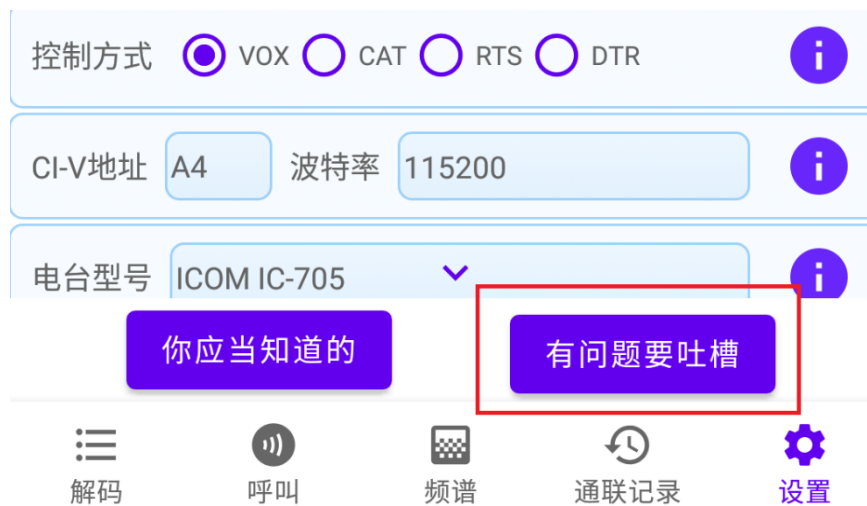 控制方式 VOX CAT RTS DTR
CI-V地址 A4 波特率 115200
电台型号 ICOM IC-705
你应当知道的 有问题要吐槽
解码 呼叫 频谱 通联记录 设置